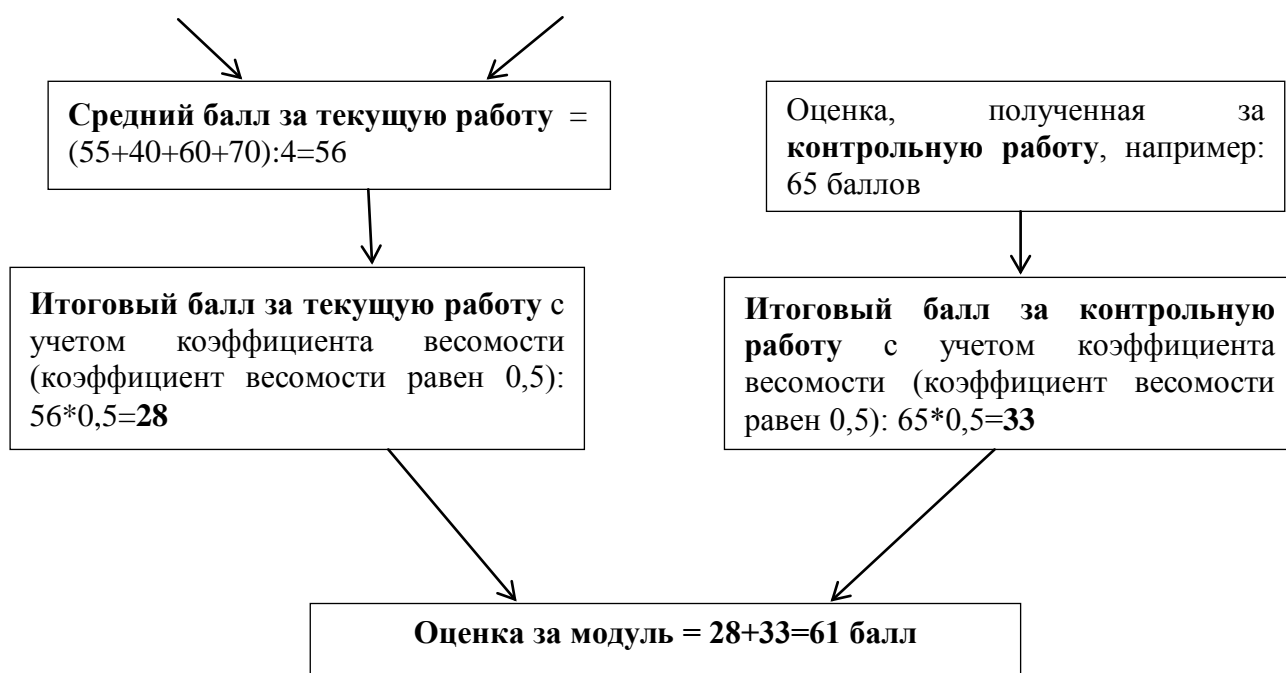 Средний балл за текущую работу =
(55+40+60+70):4=56
Оценка, полученная за
контрольную работу, например:
65 баллов
Итоговый балл за текущую работу с
учетом коэффициента весомости
(коэффициент весомости равен 0,5):
56*0,5=28
Итоговый балл за контрольную
работу с учетом коэффициента
весомости (коэффициент весомости
равен 0,5): 65*0,5=33
Оценка за модуль = 28+33=61 балл